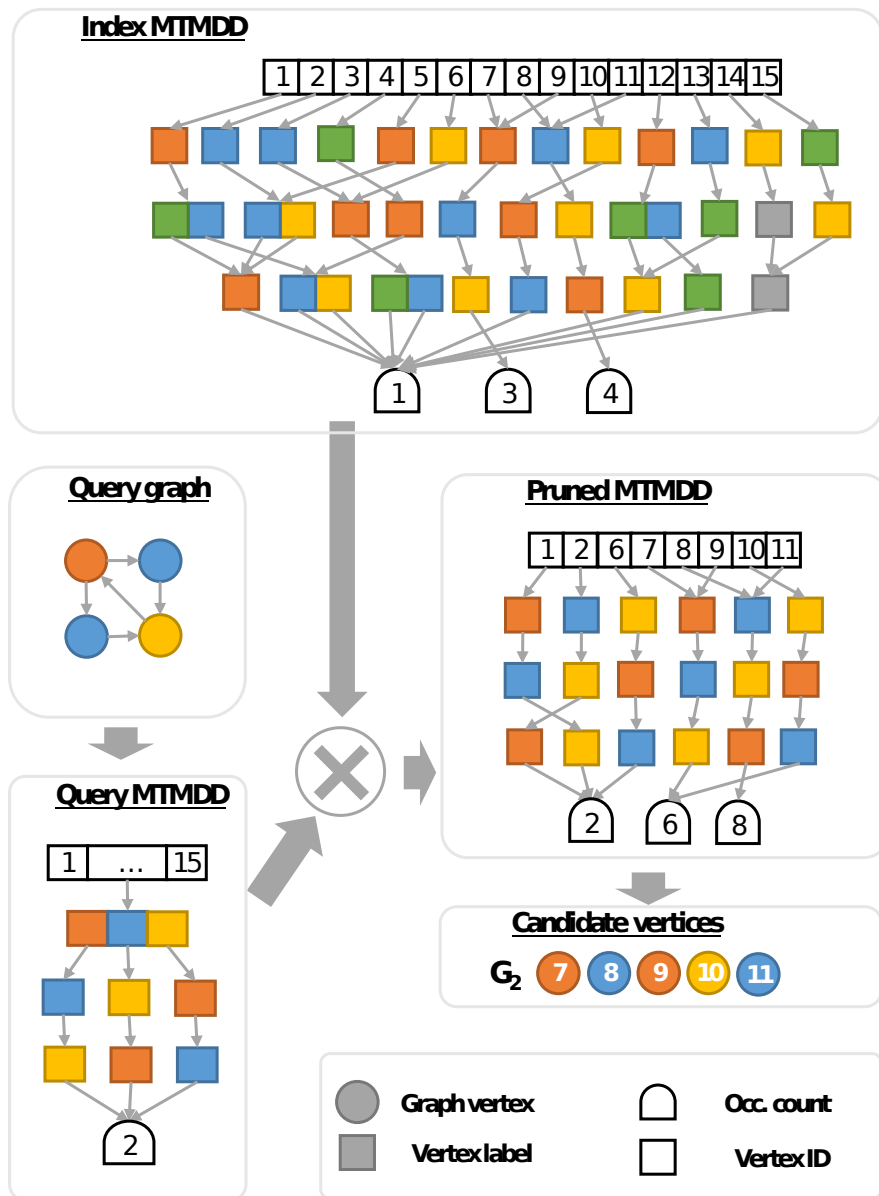 Index MTMDD
1 2 3 4 5 6 7 8 9 10 11 12 13 14 15
1 3 4
Query graph
Pruned MTMDD
1 2 6 7 8 9 10 11
2 6 8
Query MTMDD
1 ... 15
2
Candidate vertices
G2 7 8 9 10 11
Graph vertex
Occ. count
Vertex label
Vertex ID